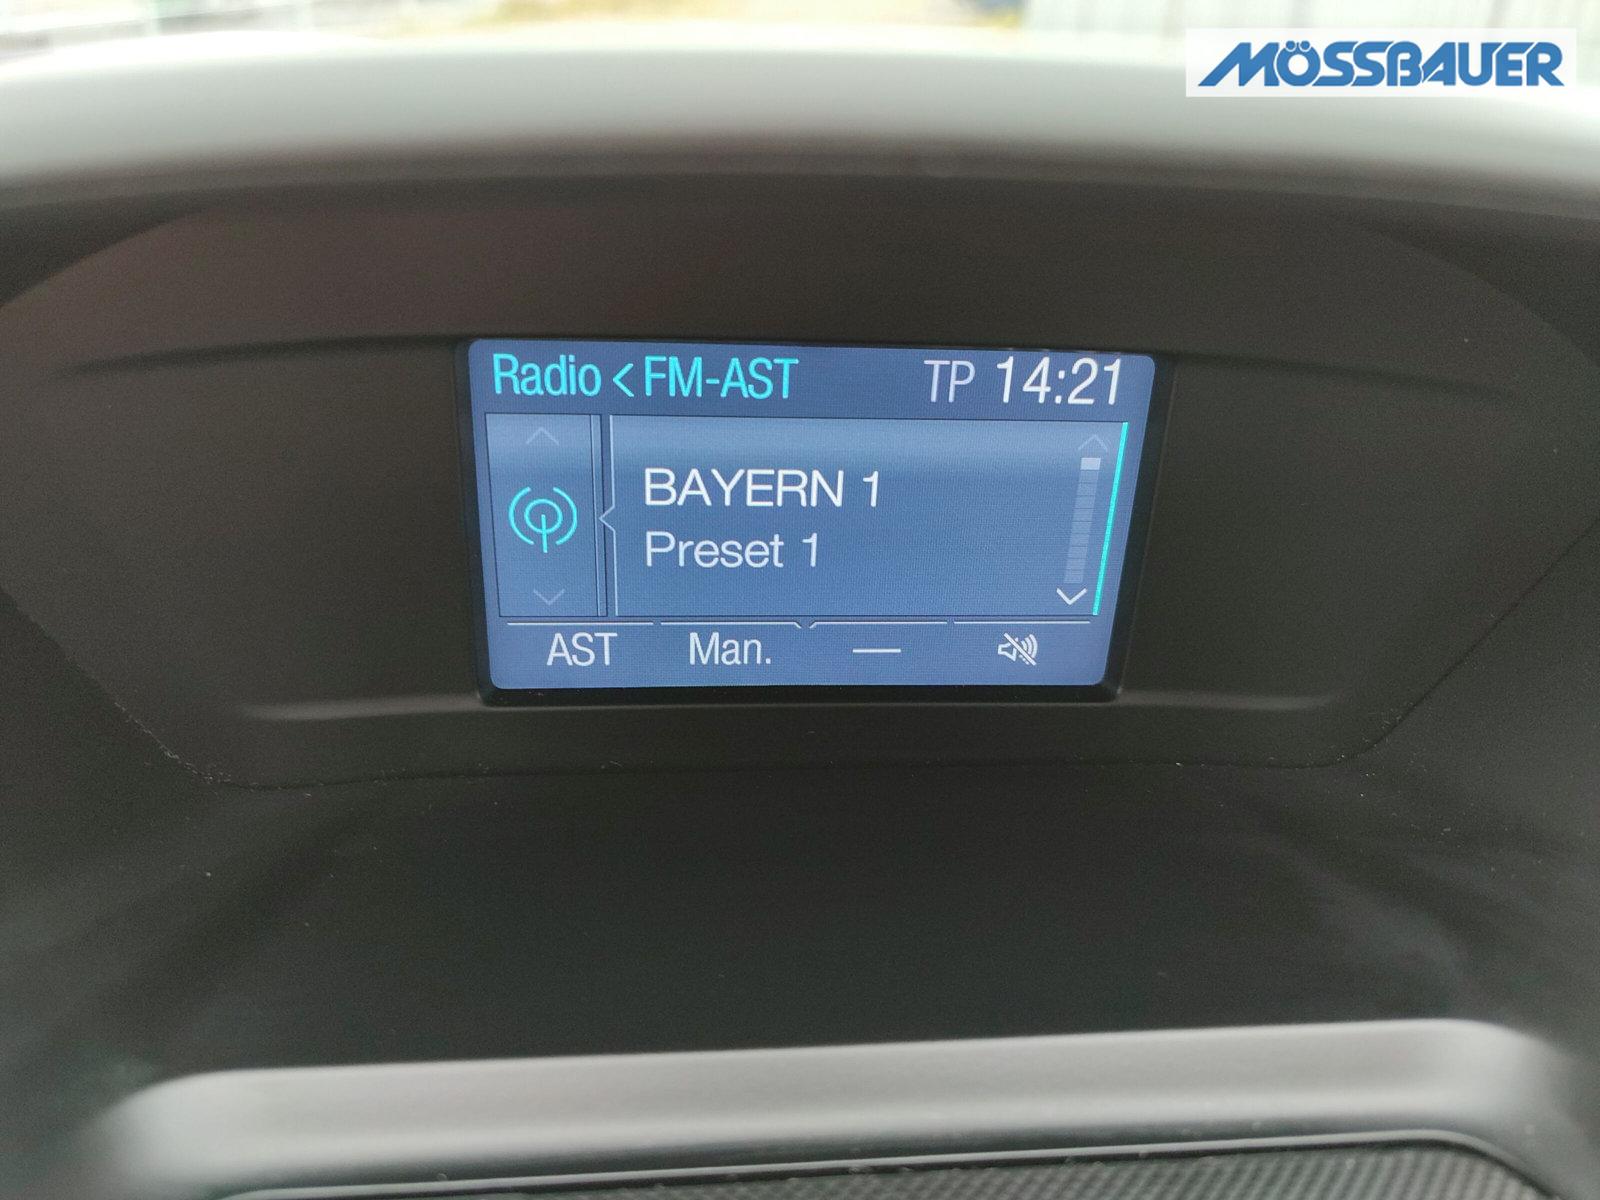 MÖSSBAUER
Radio < FM-AST TP 14:21
BAYERN 1
Preset 1
AST Man. —